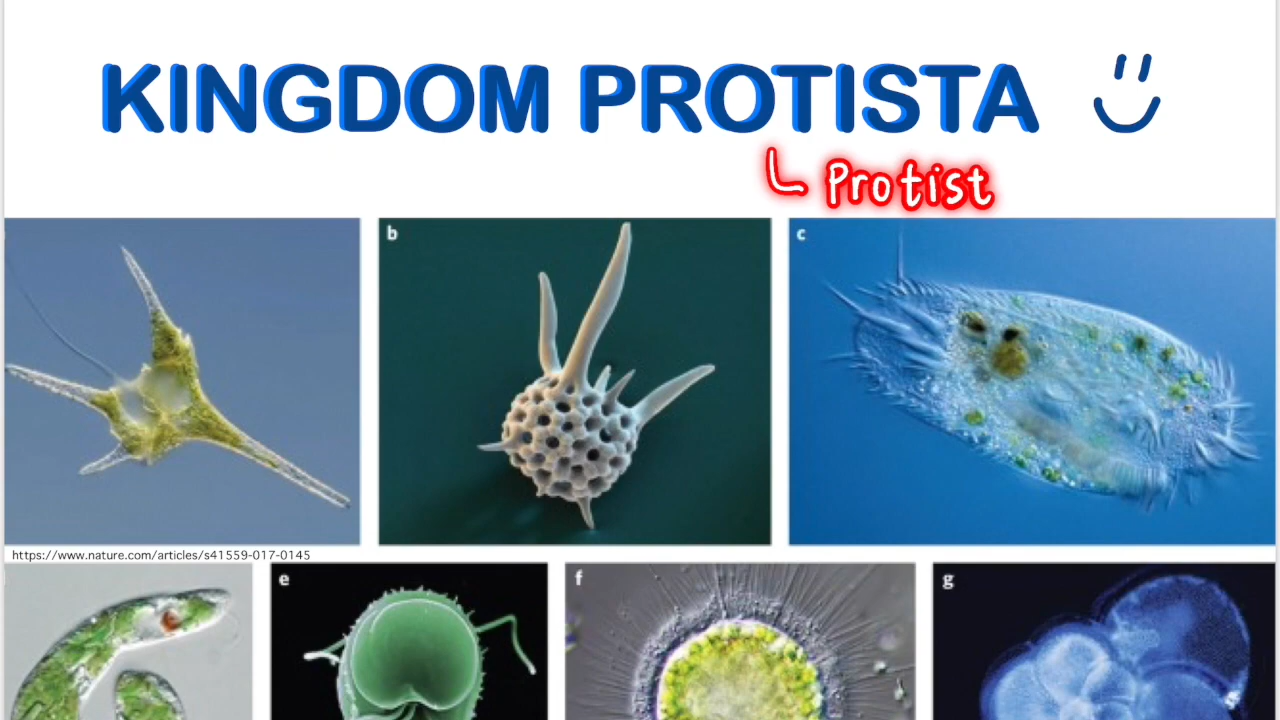 KINGDOM PROTISTA
Protist
b
c
https://www.nature.com/articles/s41559-017-0145
e
f
g